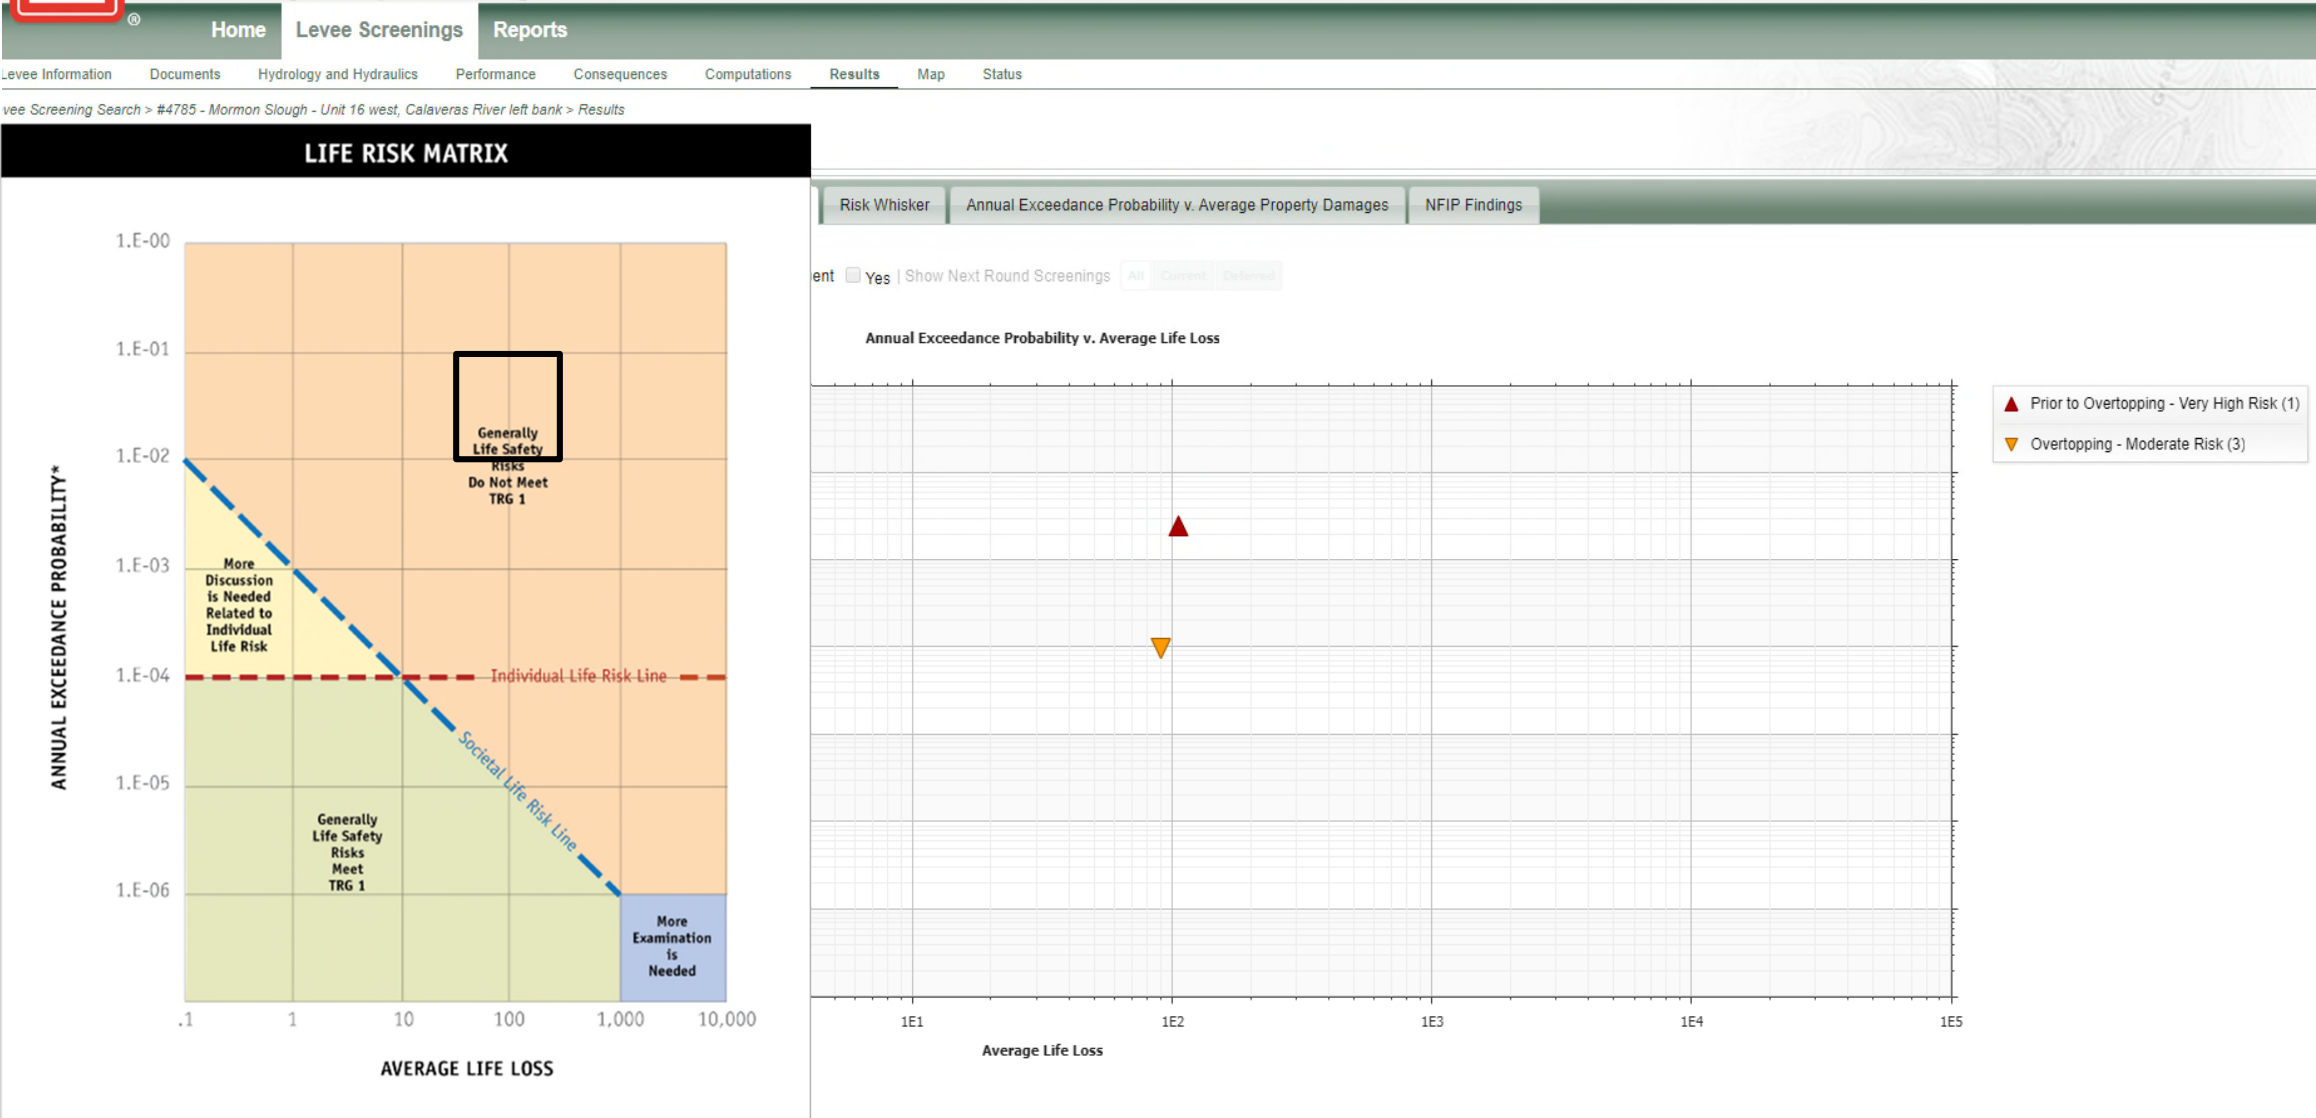 ®
Home Levee Screenings Reports
Levee Information Documents Hydrology and Hydraulics Performance Consequences Computations Results Map Status
vee Screening Search > #4785 - Mormon Slough - Unit 16 west, Calaveras River left bank > Results
LIFE RISK MATRIX
1.E-00
1.E-01
1.E-02
1.E-03
1.E-04
1.E-05
1.E-06
ANNUAL EXCEEDANCE PROBABILITY*
Generally
Life Safety
Risks
Do Not Meet
TRG 1
More
Discussion
is Needed
Related to
Individual
Life Risk
Individual Life Risk Line
Societal Life Risk Line
Generally
Life Safety
Risks
Meet
TRG 1
More
Examination
is
Needed
.1 1 10 100 1,000 10,000
AVERAGE LIFE LOSS
Risk Whisker Annual Exceedance Probability v. Average Property Damages NFIP Findings
ent Yes | Show Next Round Screenings All Current Deferred
Annual Exceedance Probability v. Average Life Loss
Prior to Overtopping - Very High Risk (1)
Overtopping - Moderate Risk (3)
1E1 1E2 1E3 1E4 1E5
Average Life Loss